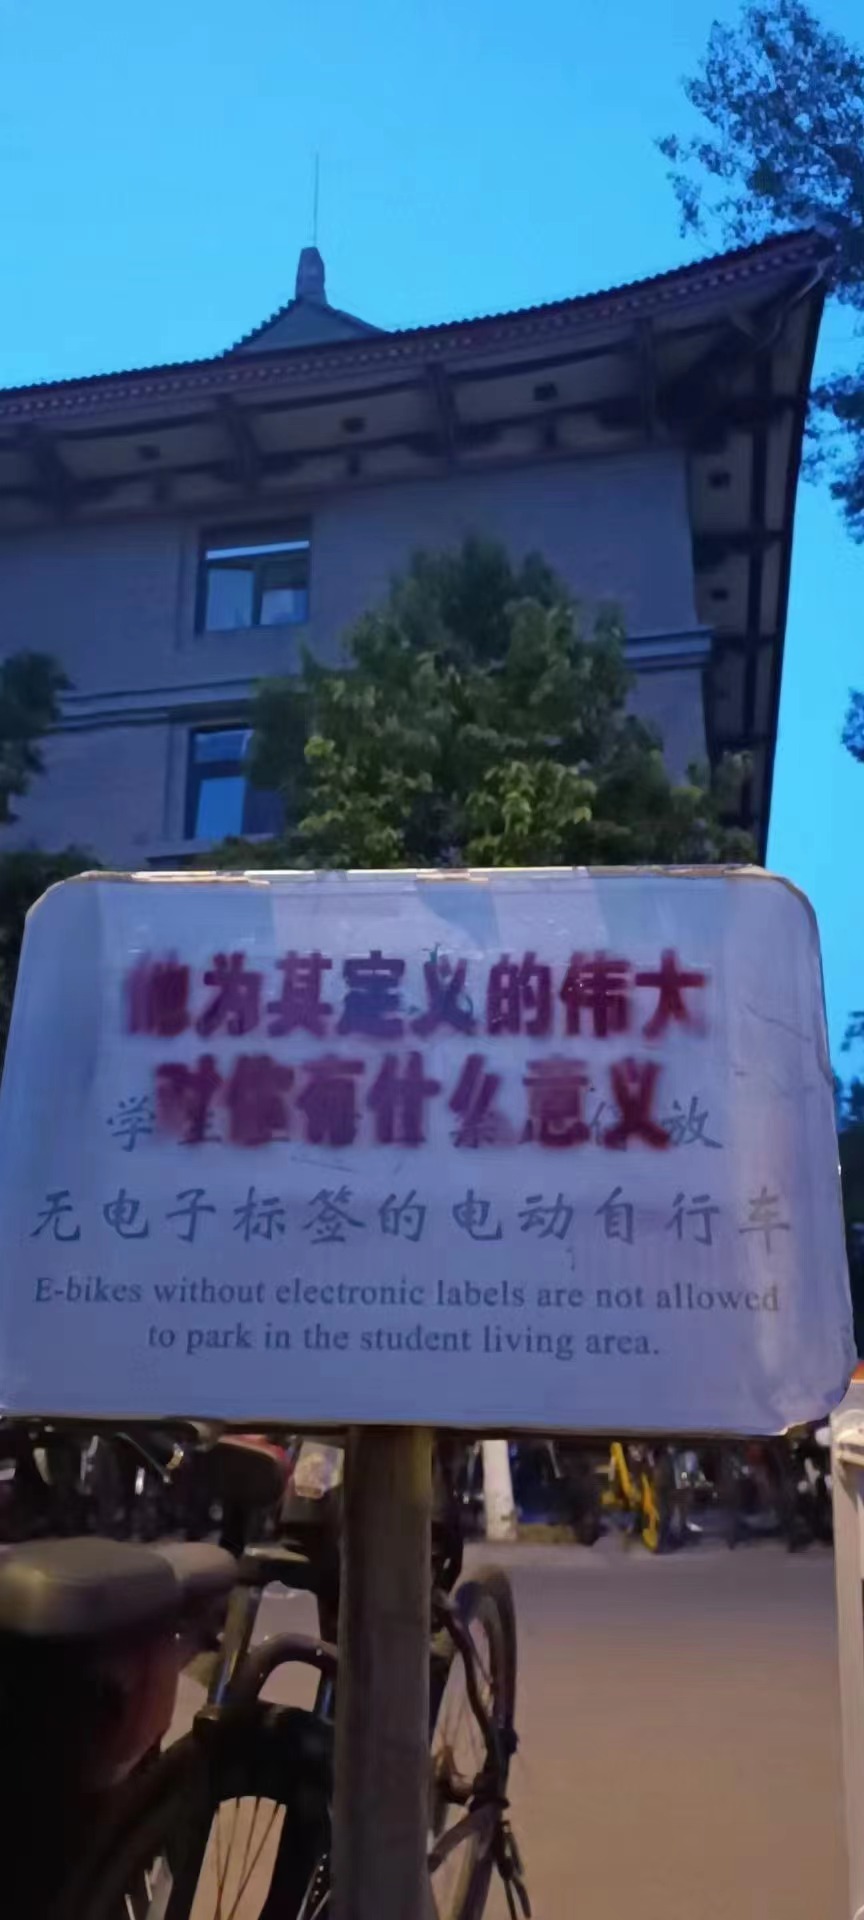 他为其定义的伟大
对你有什么意义
学生 放
无电子标签的电动自行车
E-bikes without electronic labels are not allowed
to park in the student living area.